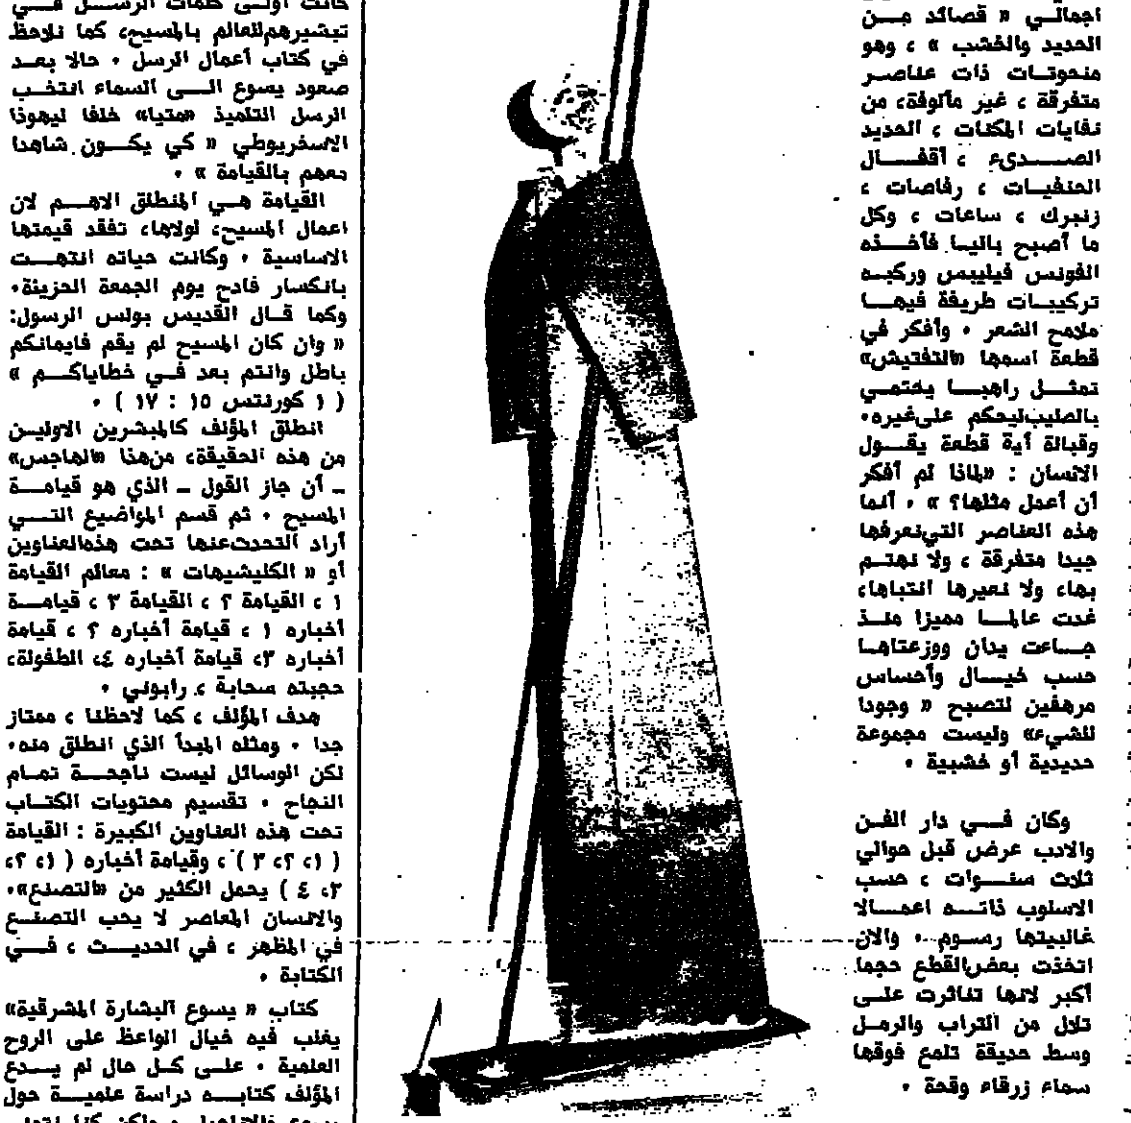 اجمالي « قصائد من
الحديد والخشب » ، وهو
منحوتات ذات عناصر
متفرقة ، غير مألوفة، من
نفايات المكنات ، الحديد
الصدىء ، أقفال
الحنفيات ، رفاصات ،
زنبرك ، ساعات ، وكل
ما أصبح باليا فأخذه
الفونس فيليبس وركبه
تركيبات طريفة فيها
ملامح الشعر . وأفكر في
قطعة اسمها «التفتيش»
تمثل راهبا يحتمي
بالصليب ليحكم على غيره.
وقبالة أية قطعة يقول
الانسان : «لماذا لم أفكر
أن أعمل مثلها؟ » . أنما
هذه العناصر التي نعرفها
جيدا متفرقة ، ولا نهتم
بها، ولا نعيرها انتباها،
غدت عالما مميزا منذ
جاءت يدان ووزعتاها
حسب خيال وأحساس
مرهفين لتصبح « وجودا
للشيء» وليست مجموعة
حديدية أو خشبية .
وكان في دار الفن
والادب عرض قبل حوالي
ثلاث سنوات ، حسب
الاسلوب ذاته اعمالا
غالبيتها رسوم . والان
اتخذت بعض القطع حجما
أكبر لانها تناثرت على
تلال من التراب والرمل
وسط حديقة تلمع فوقها
سماء زرقاء وقحة .
كانت أولى كلمات الرسل في
تبشيرهم للعالم بالمسيح، كما نلاحظ
في كتاب أعمال الرسل . حالا بعد
صعود يسوع الى السماء انتخب
الرسل التلميذ «متيا» خلفا ليهوذا
الاسخريوطي « كي يكون شاهدا
معهم بالقيامة » .
القيامة هي المنطلق الاهم لان
اعمال المسيح، لولاها، تفقد قيمتها
الاساسية . وكانت حياته انتهت
بانكسار فادح يوم الجمعة الحزينة.
وكما قال القديس بولس الرسول:
« وان كان المسيح لم يقم فايمانكم
باطل وانتم بعد في خطاياكم »
( ١ كورنتس ١٥ : ١٧ ) .
انطلق المؤلف كالمبشرين الاولين
من هذه الحقيقة، من هذا «الهاجس»
ـ أن جاز القول ـ الذي هو قيامة
المسيح . ثم قسم المواضيع التي
أراد التحدث عنها تحت هذه العناوين
أو « الكليشيهات » : معالم القيامة
١ ، القيامة ٢ ، القيامة ٣ ، قيامة
أخباره ١ ، قيامة أخباره ٢ ، قيامة
أخباره ٣، قيامة أخباره ٤، الطفولة،
حجبته سحابة ، رابوني .
هدف المؤلف ، كما لاحظنا ، ممتاز
جدا . ومثله المبدأ الذي انطلق منه.
لكن الوسائل ليست ناجحة تمام
النجاح . تقسيم محتويات الكتاب
تحت هذه العناوين الكبيرة : القيامة
( ١، ٢، ٣ ) ، وقيامة أخباره ( ١، ٢،
٣، ٤ ) يحمل الكثير من «التصنع».
والانسان المعاصر لا يحب التصنع
في المظهر ، في الحديث ، في
الكتابة .
كتاب « يسوع البشارة المشرقية»
يغلب فيه خيال الواعظ على الروح
العلمية . على كل حال لم يدع
المؤلف كتابه دراسة علمية حول